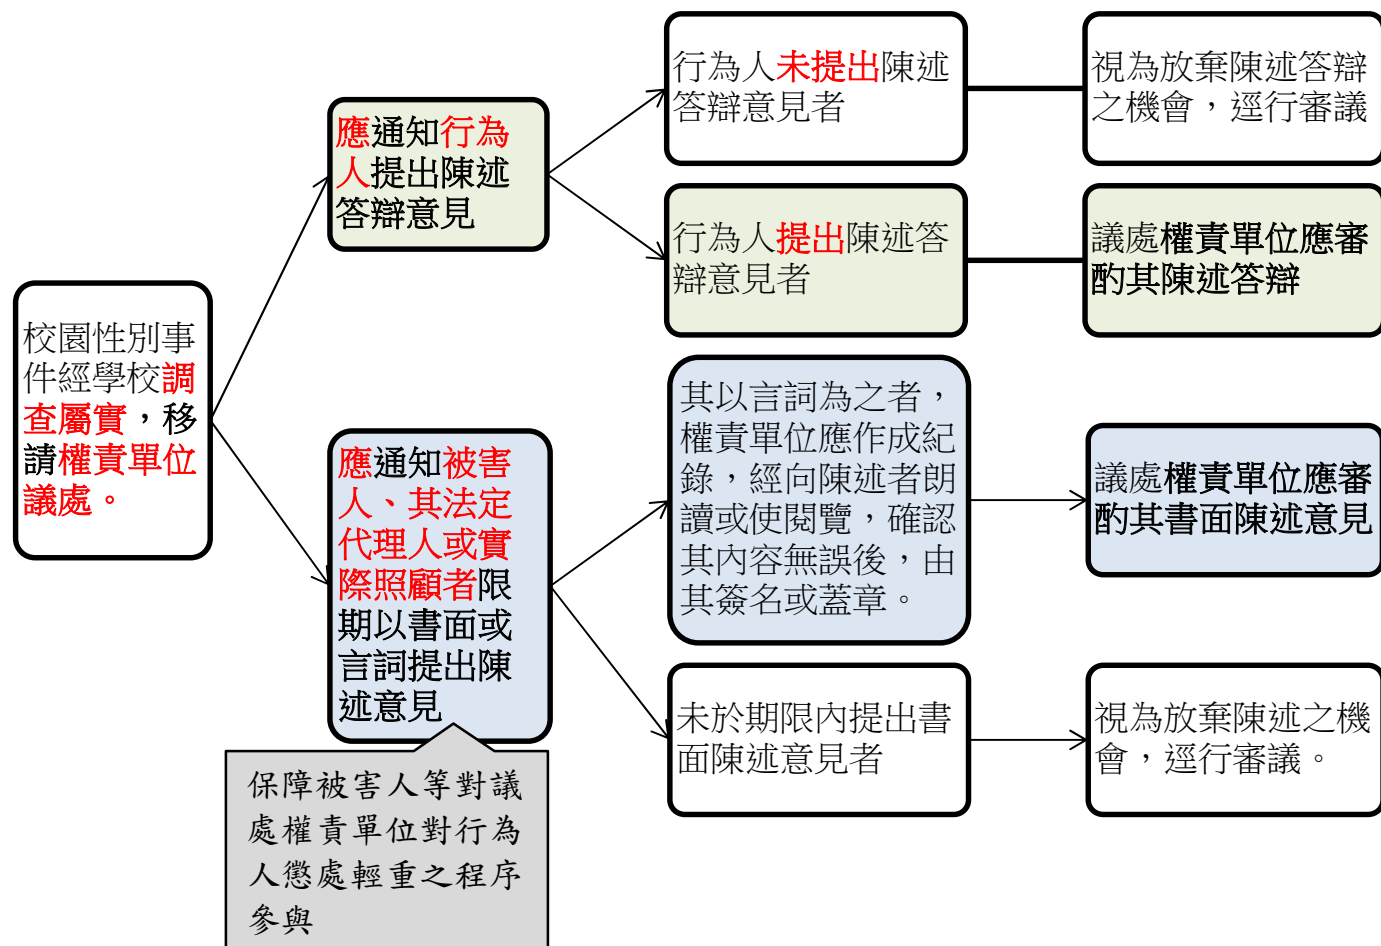 校園性別事
件經學校調
查屬實，移
請權責單位
議處。
應通知行為
人提出陳述
答辯意見
行為人未提出陳述
答辯意見者
視為放棄陳述答辯
之機會，逕行審議
行為人提出陳述答
辯意見者
議處權責單位應審
酌其陳述答辯
應通知被害
人、其法定
代理人或實
際照顧者限
期以書面或
言詞提出陳
述意見
其以言詞為之者，
權責單位應作成紀
錄，經向陳述者朗
讀或使閱覽，確認
其內容無誤後，由
其簽名或蓋章。
議處權責單位應審
酌其書面陳述意見
未於期限內提出書
面陳述意見者
視為放棄陳述之機
會，逕行審議。
保障被害人等對議
處權責單位對行為
人懲處輕重之程序
參與